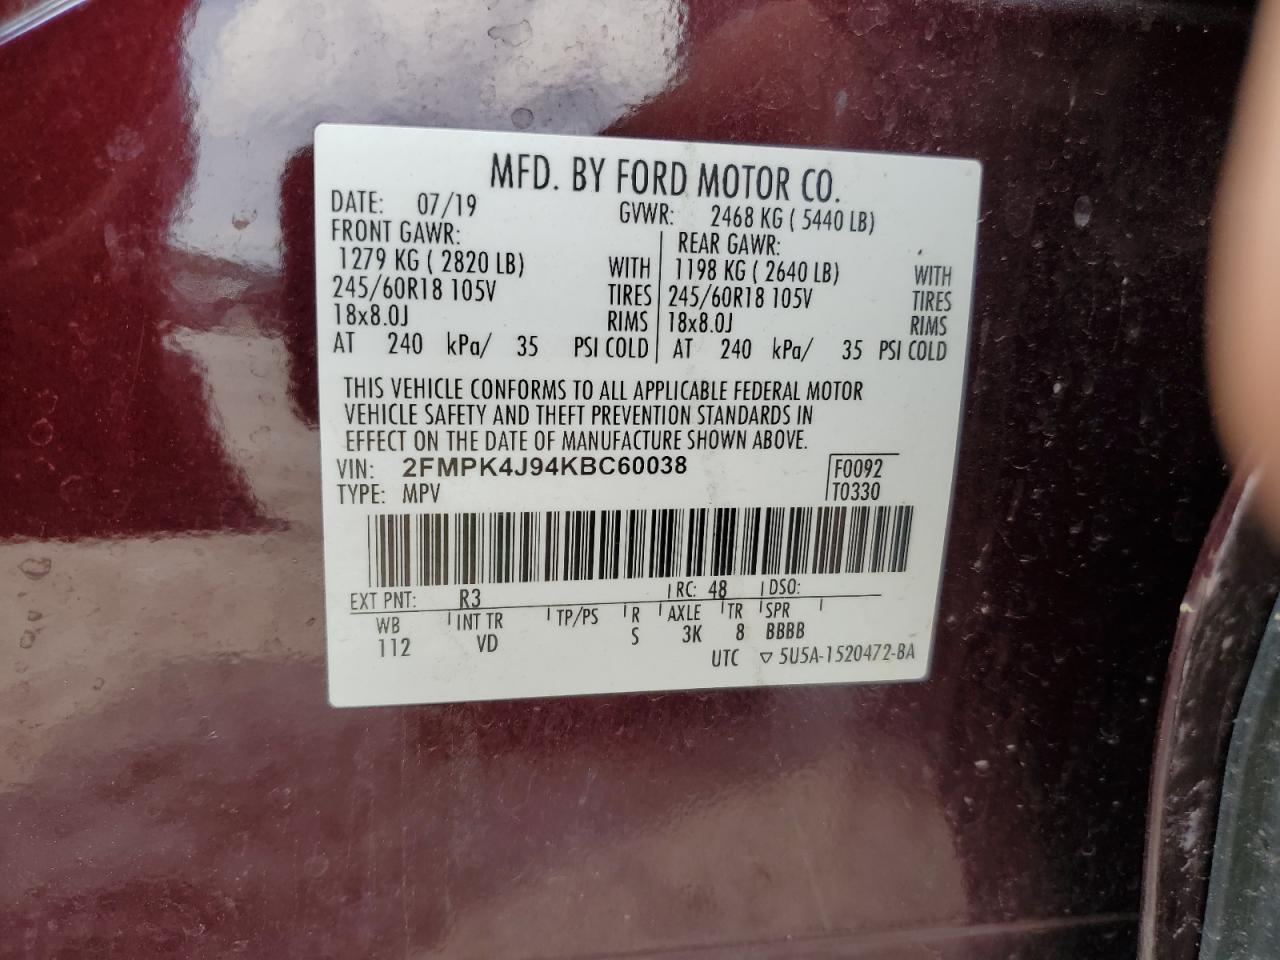 MFD. BY FORD MOTOR CO.
DATE: 07/19 GVWR: 2468 KG ( 5440 LB)
FRONT GAWR: REAR GAWR:
1279 KG ( 2820 LB) WITH 1198 KG ( 2640 LB) WITH
245/60R18 105V TIRES 245/60R18 105V TIRES
18x8.0J RIMS 18x8.0J RIMS
AT 240 kPa/ 35 PSI COLD AT 240 kPa/ 35 PSI COLD
THIS VEHICLE CONFORMS TO ALL APPLICABLE FEDERAL MOTOR
VEHICLE SAFETY AND THEFT PREVENTION STANDARDS IN
EFFECT ON THE DATE OF MANUFACTURE SHOWN ABOVE.
VIN: 2FMPK4J94KBC60038 F0092
TYPE: MPV T0330
EXT PNT: R3 RC: 48 DSO:
WB INT TR TP/PS R AXLE TR SPR
112 VD S 3K 8 BBBB
UTC ▽ 5U5A-1520472-BA